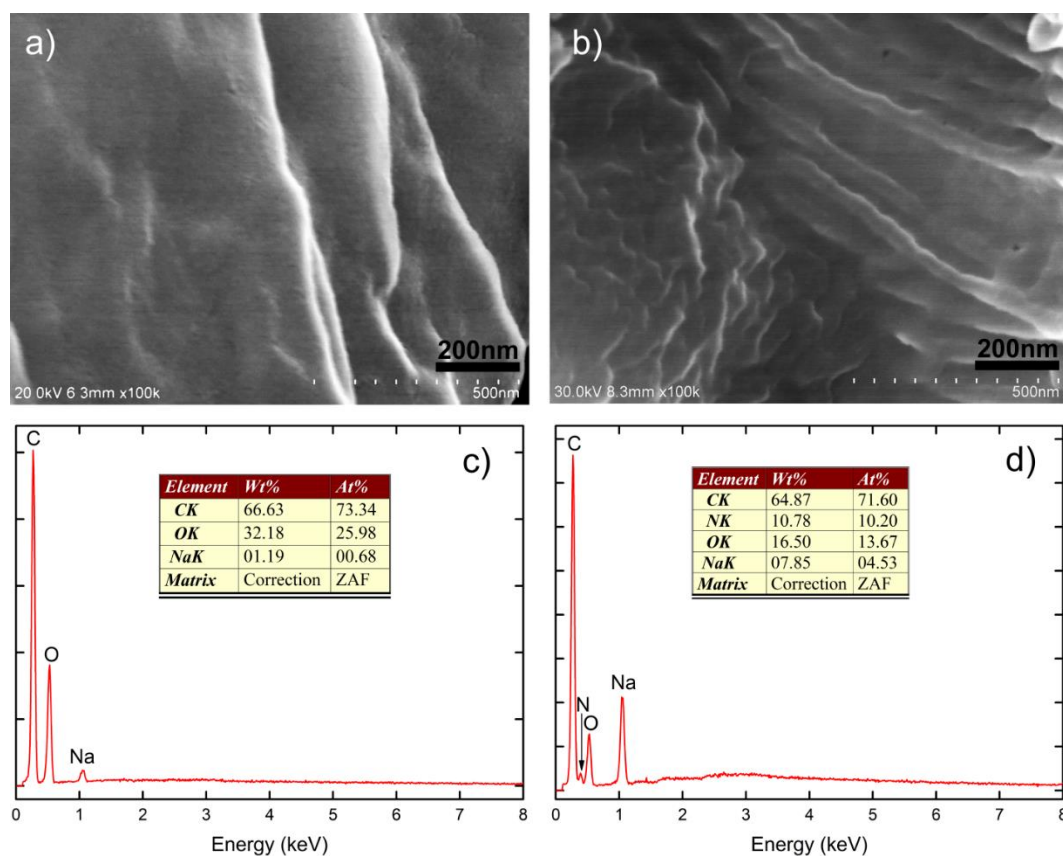 a)
200nm
20 0kV 6 3mm x100k
500nm
b)
200nm
30.0kV 8.3mm x100k
500nm
C
c)
Element Wt% At%
CK 66.63 73.34
OK 32.18 25.98
NaK 01.19 00.68
Matrix Correction ZAF
O
Na
0 1 2 3 4 5 6 7 8
Energy (keV)
C
d)
Element Wt% At%
CK 64.87 71.60
NK 10.78 10.20
OK 16.50 13.67
NaK 07.85 04.53
Matrix Correction ZAF
Na
N
O
0 1 2 3 4 5 6 7 8
Energy (keV)